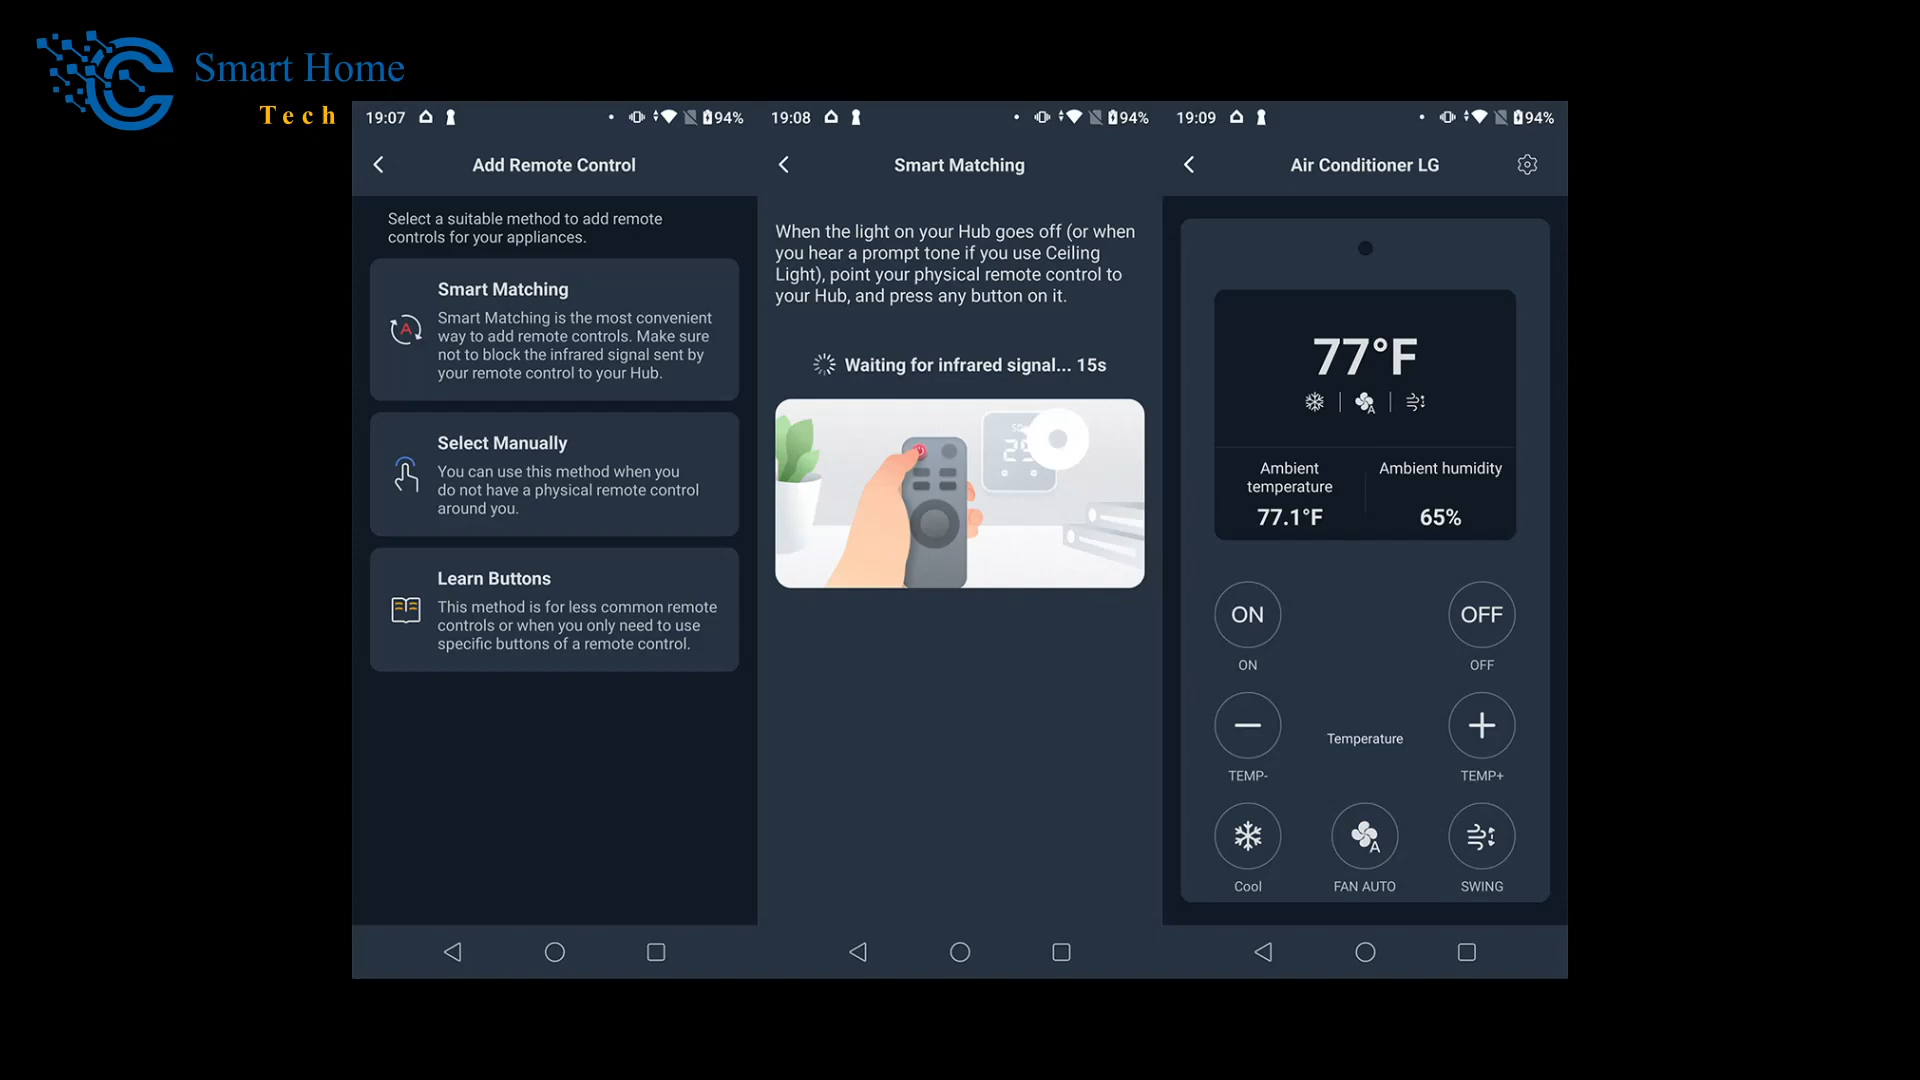 Smart Home
Tech
19:07
94%
Add Remote Control
Select a suitable method to add remote
controls for your appliances.
Smart Matching
Smart Matching is the most convenient
way to add remote controls. Make sure
not to block the infrared signal sent by
your remote control to your Hub.
A
Select Manually
You can use this method when you
do not have a physical remote control
around you.
Learn Buttons
This method is for less common remote
controls or when you only need to use
specific buttons of a remote control.
19:08
94%
Smart Matching
When the light on your Hub goes off (or when
you hear a prompt tone if you use Ceiling
Light), point your physical remote control to
your Hub, and press any button on it.
Waiting for infrared signal... 15s
19:09
94%
Air Conditioner LG
77°F
A
Ambient
temperature
77.1°F
Ambient humidity
65%
ON
OFF
ON
OFF
Temperature
TEMP-
TEMP+
A
Cool
FAN AUTO
SWING